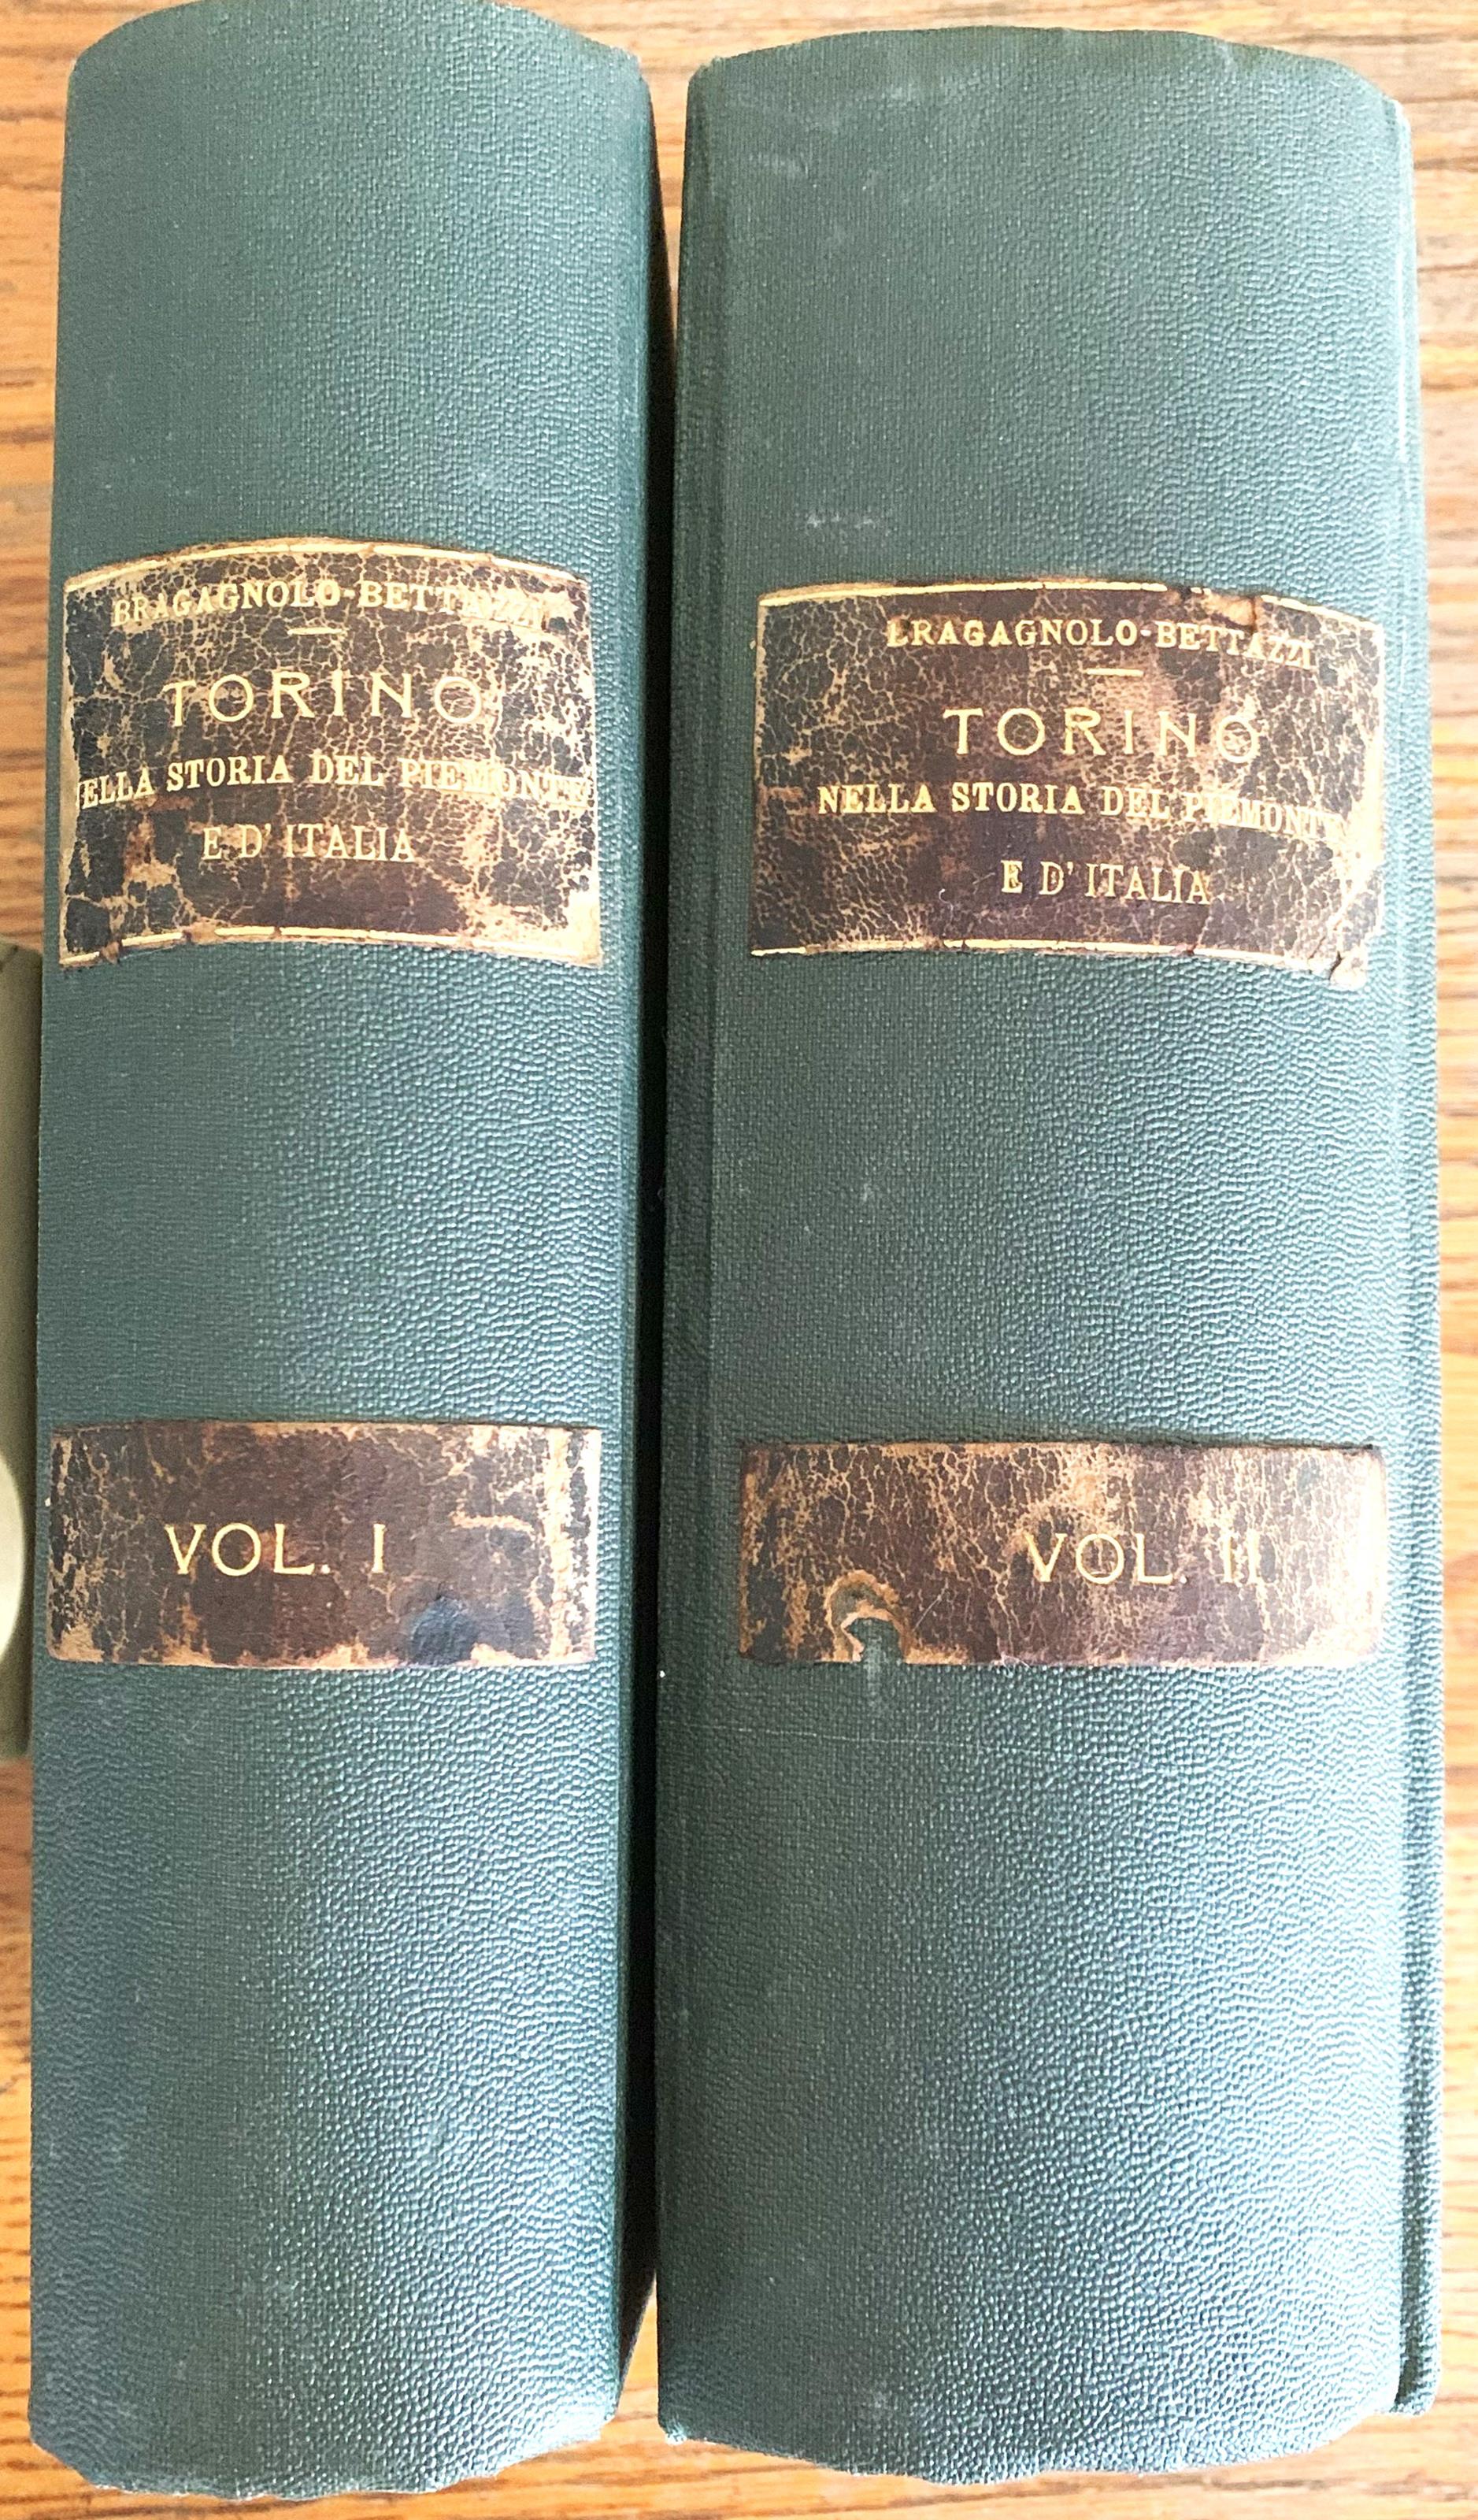 BRAGAGNOLO-BETTAZZI
TORINO
NELLA STORIA DEL PIEMONTE
E D'ITALIA
VOL. I
BRAGAGNOLO-BETTAZZI
TORINO
NELLA STORIA DEL PIEMONTE
E D'ITALIA
VOL. II